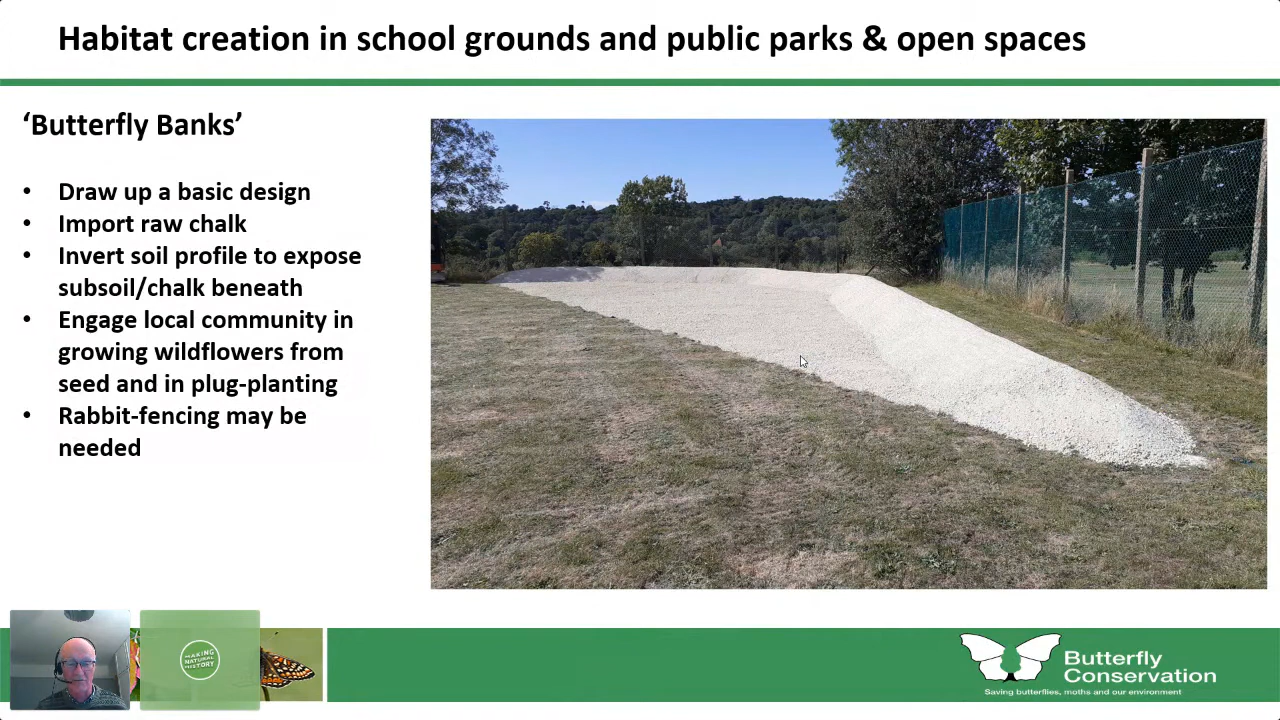 Habitat creation in school grounds and public parks & open spaces
‘Butterfly Banks’
• Draw up a basic design
• Import raw chalk
• Invert soil profile to expose
subsoil/chalk beneath
• Engage local community in
growing wildflowers from
seed and in plug-planting
• Rabbit-fencing may be
needed
MAKING
NATURAL
HISTORY
Butterfly
Conservation
Saving butterflies, moths and our environment